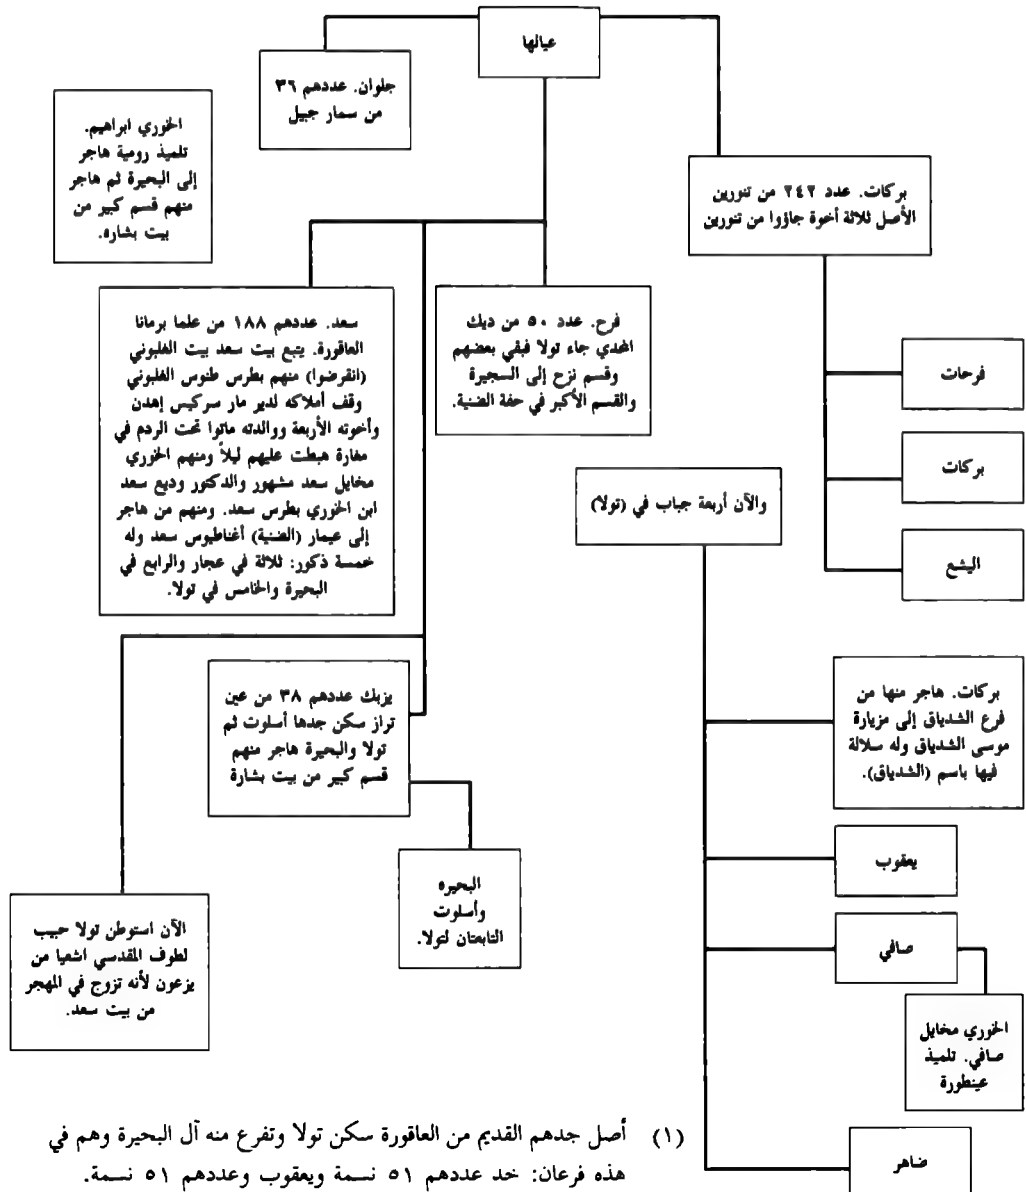 عيالها
جلوان. عددهم ٣٦
من سمار جبيل
الخوري ابراهيم.
تلميذ رومية هاجر
إلى البحيرة ثم هاجر
منهم قسم كبير من
بيت بشاره.
بركات. عدد ٢٤٢ من تنورين
الأصل ثلاثة أخوة جاؤوا من تنورين
فرحات
بركات
اليشع
فرح. عدد ٥٠ من ديك
المحدي جاء تولا فبقي بعضهم
وقسم نزح إلى السجيرة
والقسم الأكبر في حفة الضنية.
سعد. عددهم ١٨٨ من علما برمانا
العاقورة. يتبع بيت سعد بيت الغلبوني
(انقرضوا) منهم بطرس طنوس الغلبوني
وقف أملاكه لدير مار سركيس إهدن
وأخوته الأربعة ووالدته ماتوا تحت الردم في
مغارة هبطت عليهم ليلاً ومنهم الخوري
مخايل سعد مشهور والدكتور وديع سعد
ابن الخوري بطرس سعد. ومنهم من هاجر
إلى عيمار (الضنية) أغناطيوس سعد وله
خمسة ذكور: ثلاثة في عجار والرابع في
البحيرة والخامس في تولا.
والآن أربعة جباب في (تولا)
بركات. هاجر منها من
فرع الشدياق إلى مزيارة
موسى الشدياق وله سلالة
فيها باسم (الشدياق).
يعقوب
صافي
الخوري مخايل
صافي. تلميذ
عينطورة
ضاهر
يزبك عددهم ٣٨ من عين
تراز سكن جدها أسلوت ثم
تولا والبحيرة هاجر منهم
قسم كبير من بيت بشارة
البحيره
وأسلوت
التابعتان لتولا.
الآن استوطن تولا حبيب
لطوف المقدسي اشعيا من
يزعون لأنه تزوج في المهجر
من بيت سعد.
(١) أصل جدهم القديم من العاقورة سكن تولا وتفرع منه آل البحيرة وهم في
هذه فرعان: خد عددهم ٥١ نسمة ويعقوب وعددهم ٥١ نسمة.